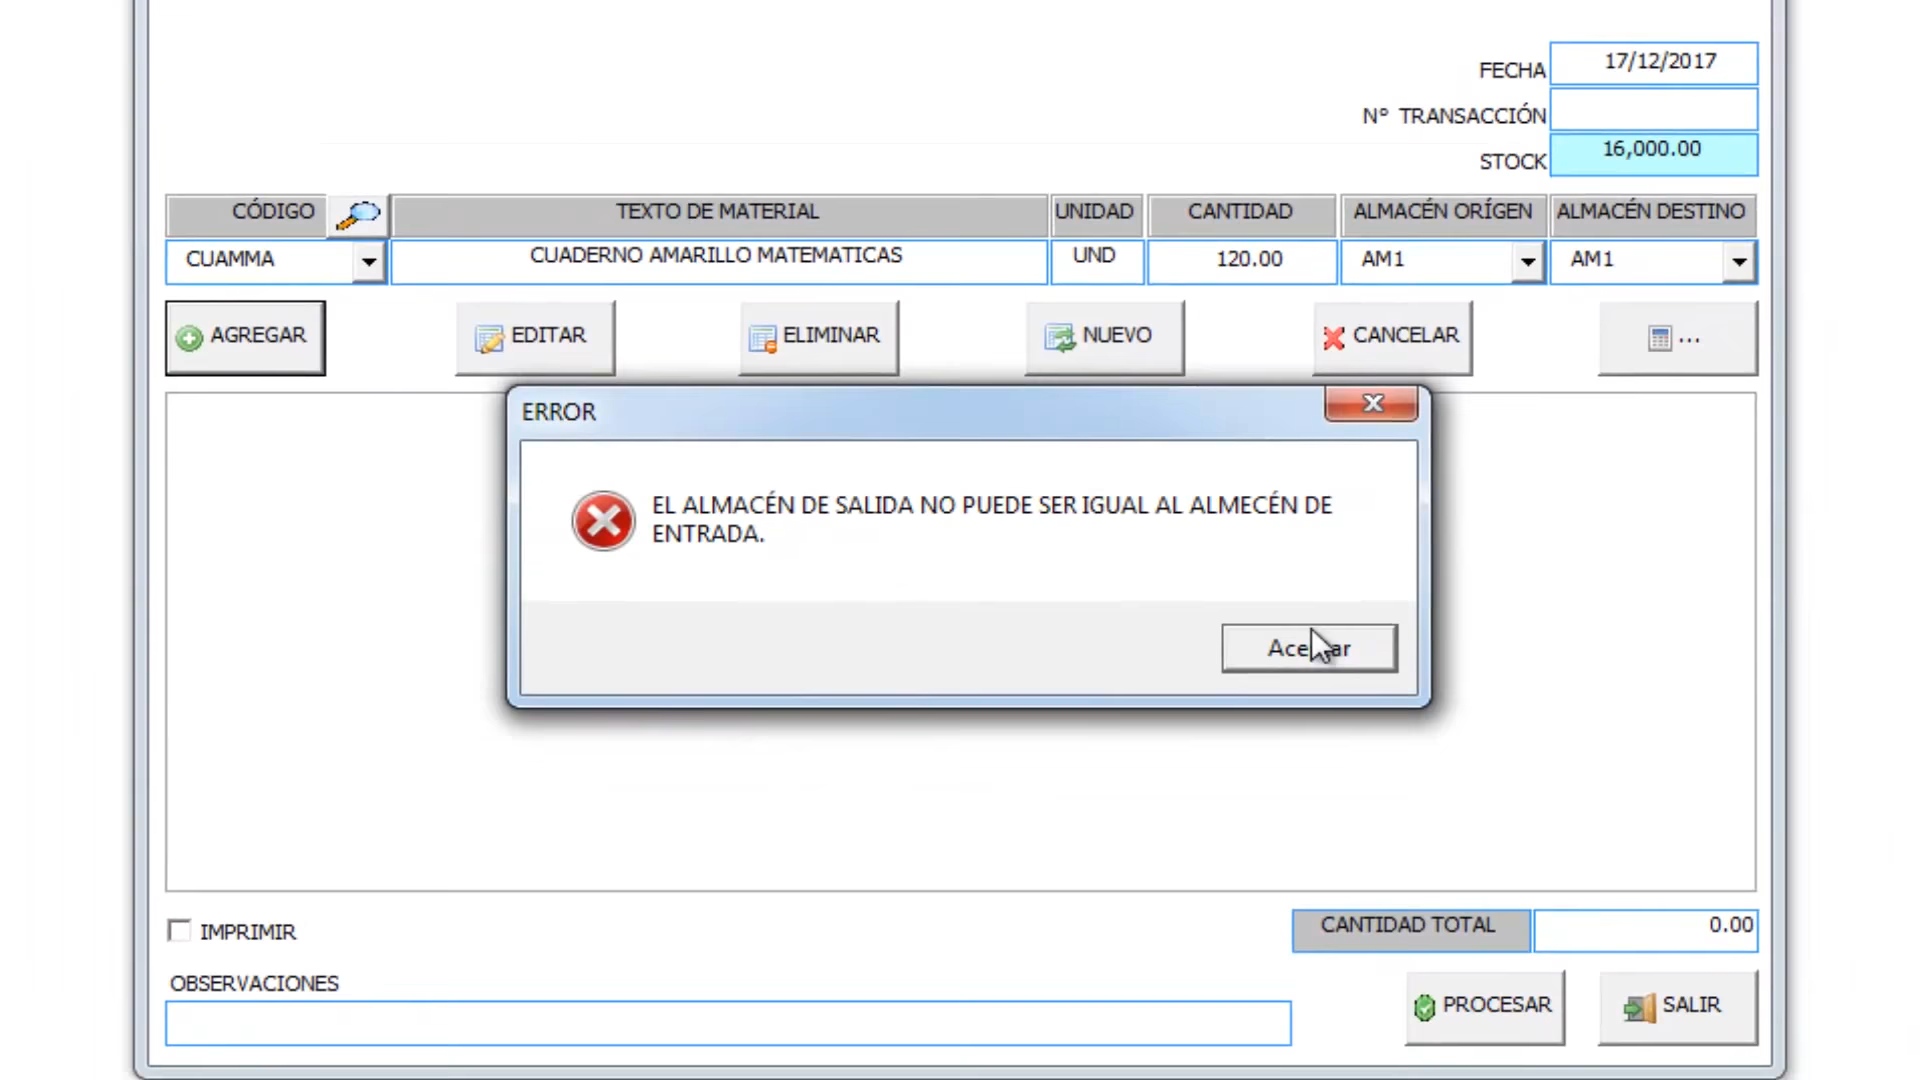 FECHA 17/12/2017
N° TRANSACCIÓN
STOCK 16,000.00
CÓDIGO TEXTO DE MATERIAL UNIDAD CANTIDAD ALMACÉN ORÍGEN ALMACÉN DESTINO
CUAMMA CUADERNO AMARILLO MATEMATICAS UND 120.00 AM1 AM1
AGREGAR EDITAR ELIMINAR NUEVO CANCELAR ...
ERROR
EL ALMACÉN DE SALIDA NO PUEDE SER IGUAL AL ALMECÉN DE
ENTRADA.
Aceptar
IMPRIMIR CANTIDAD TOTAL 0.00
OBSERVACIONES
PROCESAR SALIR